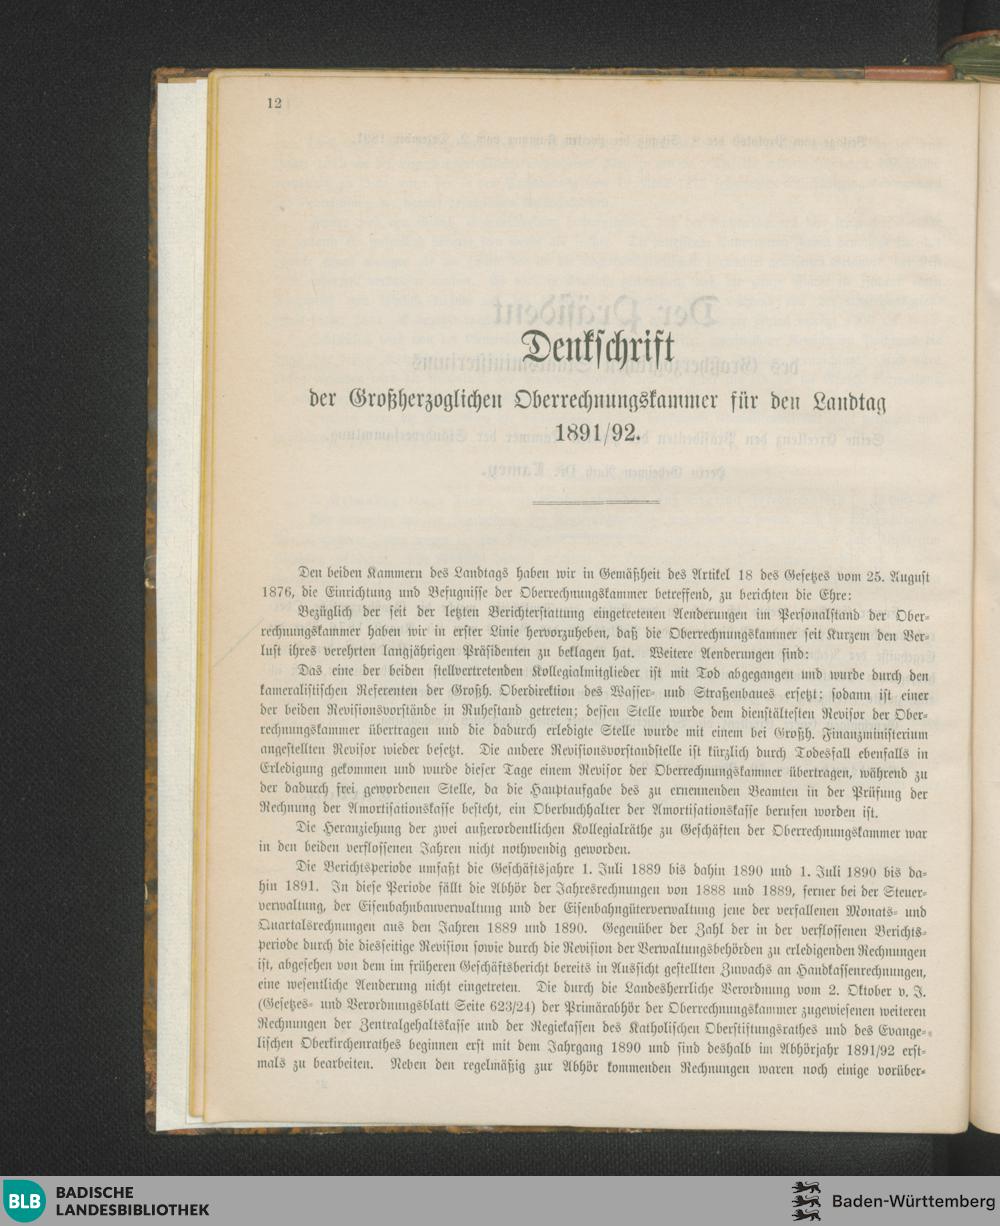 12
Denkschrift
der Großherzoglichen Oberrechnungskammer für den Landtag
1891/92.
Den beiden Kammern des Landtags haben wir in Gemäßheit des Artikel 18 des Gesetzes vom 25. August
1876, die Einrichtung und Befugnisse der Oberrechnungskammer betreffend, zu berichten die Ehre:
Bezüglich der seit der letzten Berichterstattung eingetretenen Aenderungen im Personalstand der Ober-
rechnungskammer haben wir in erster Linie hervorzuheben, daß die Oberrechnungskammer seit Kurzem den Ver-
lust ihres verehrten langjährigen Präsidenten zu beklagen hat. Weitere Aenderungen sind:
Das eine der beiden stellvertretenden Kollegialmitglieder ist mit Tod abgegangen und wurde durch den
kameralistischen Referenten der Großh. Oberdirektion des Wasser- und Straßenbaues ersetzt; sodann ist einer
der beiden Revisionsvorstände in Ruhestand getreten; dessen Stelle wurde dem dienstältesten Revisor der Ober-
rechnungskammer übertragen und die dadurch erledigte Stelle wurde mit einem bei Großh. Finanzministerium
angestellten Revisor wieder besetzt. Die andere Revisionsvorstandstelle ist kürzlich durch Todesfall ebenfalls in
Erledigung gekommen und wurde dieser Tage einem Revisor der Oberrechnungskammer übertragen, während zu
der dadurch frei gewordenen Stelle, da die Hauptaufgabe des zu ernennenden Beamten in der Prüfung der
Rechnung der Amortisationskasse besteht, ein Oberbuchhalter der Amortisationskasse berufen worden ist.
Die Heranziehung der zwei außerordentlichen Kollegialräthe zu Geschäften der Oberrechnungskammer war
in den beiden verflossenen Jahren nicht nothwendig geworden.
Die Berichtsperiode umfaßt die Geschäftsjahre 1. Juli 1889 bis dahin 1890 und 1. Juli 1890 bis da-
hin 1891. In diese Periode fällt die Abhör der Jahresrechnungen von 1888 und 1889, ferner bei der Steuer-
verwaltung, der Eisenbahnbauverwaltung und der Eisenbahngüterverwaltung jene der verfallenen Monats- und
Quartalsrechnungen aus den Jahren 1889 und 1890. Gegenüber der Zahl der in der verflossenen Berichts-
periode durch die diesseitige Revision sowie durch die Revision der Verwaltungsbehörden zu erledigenden Rechnungen
ist, abgesehen von dem im früheren Geschäftsbericht bereits in Aussicht gestellten Zuwachs an Handkassenrechnungen,
eine wesentliche Aenderung nicht eingetreten. Die durch die Landesherrliche Verordnung vom 2. Oktober v. J.
(Gesetzes- und Verordnungsblatt Seite 623/24) der Primärabhör der Oberrechnungskammer zugewiesenen weiteren
Rechnungen der Zentralgehaltskasse und der Regiekassen des Katholischen Oberstiftungsrathes und des Evange-
lischen Oberkirchenrathes beginnen erst mit dem Jahrgang 1890 und sind deshalb im Abhörjahr 1891/92 erst-
mals zu bearbeiten. Neben den regelmäßig zur Abhör kommenden Rechnungen waren noch einige vorüber-
BLB
BADISCHE
LANDESBIBLIOTHEK
Baden-Württemberg